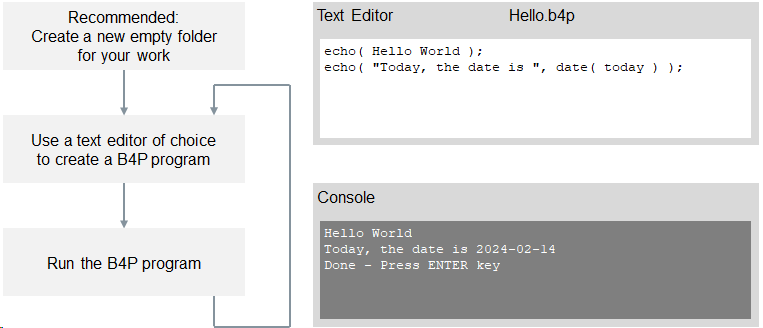 Recommended:
Create a new empty folder
for your work
Use a text editor of choice
to create a B4P program
Run the B4P program
Text Editor Hello.b4p
echo( Hello World );
echo( "Today, the date is ", date( today ) );
Console
Hello World
Today, the date is 2024-02-14
Done - Press ENTER key